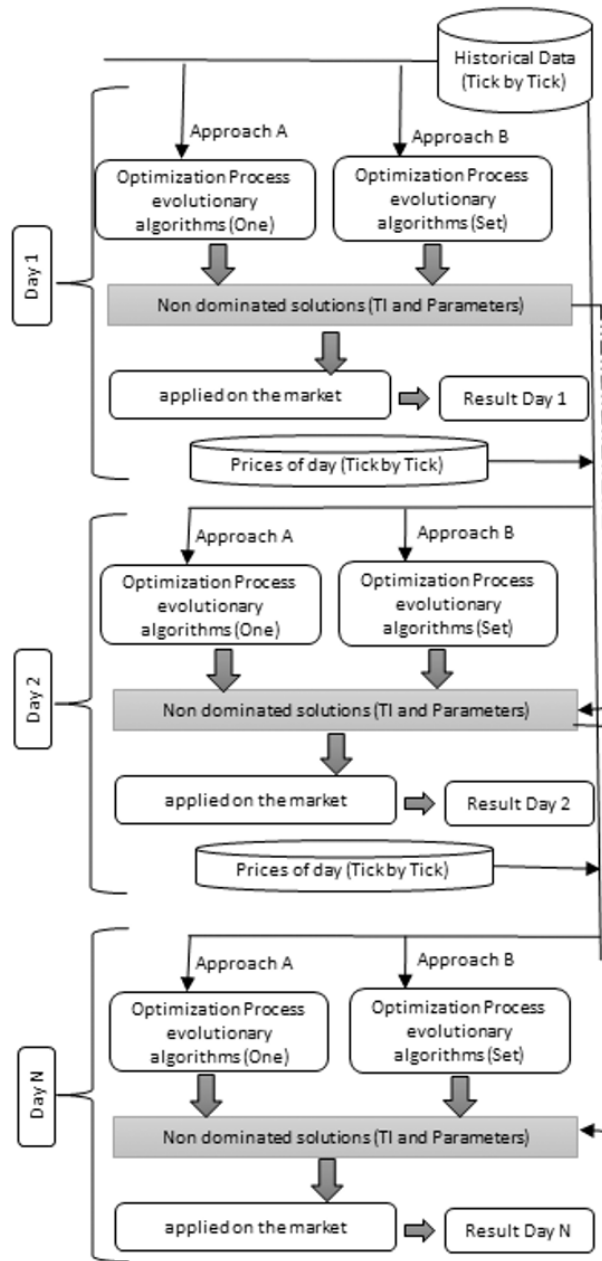 Historical Data
(Tick by Tick)
Approach A
Approach B
Optimization Process
evolutionary
algorithms (One)
Optimization Process
evolutionary
algorithms (Set)
Day 1
Non dominated solutions (TI and Parameters)
applied on the market
Result Day 1
Prices of day (Tick by Tick)
Approach A
Approach B
Optimization Process
evolutionary
algorithms (One)
Optimization Process
evolutionary
algorithms (Set)
Day 2
Non dominated solutions (TI and Parameters)
applied on the market
Result Day 2
Prices of day (Tick by Tick)
Approach A
Approach B
Optimization Process
evolutionary
algorithms (One)
Optimization Process
evolutionary
algorithms (Set)
Day N
Non dominated solutions (TI and Parameters)
applied on the market
Result Day N